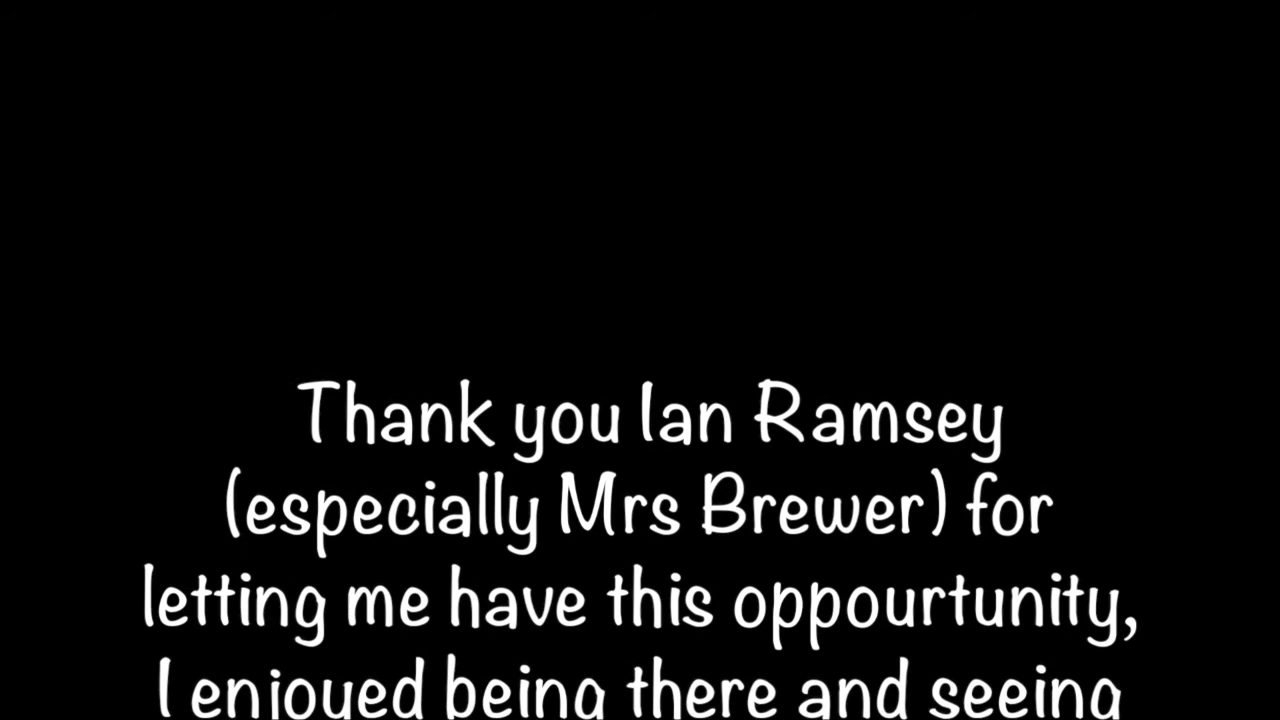 Thank you Ian Ramsey
(especially Mrs Brewer) for
letting me have this oppourtunity,
I enjoyed being there and seeing